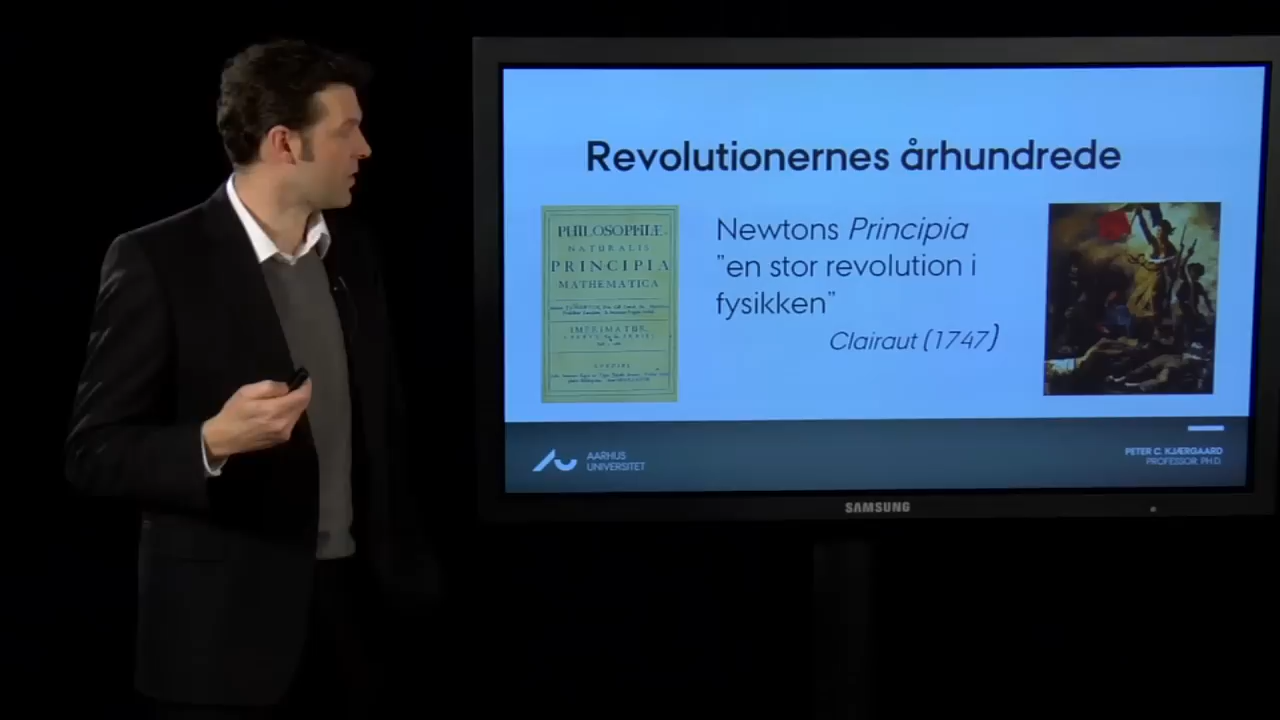 Revolutionernes århundrede
PHILOSOPHIÆ
NATURALIS
PRINCIPIA
MATHEMATICA
IMPRIMATUR
Newtons Principia
"en stor revolution i
fysikken"
Clairaut (1747)
AARHUS
UNIVERSITET
PETER C. KJÆRGAARD
PROFESSOR, PH.D.
SAMSUNG